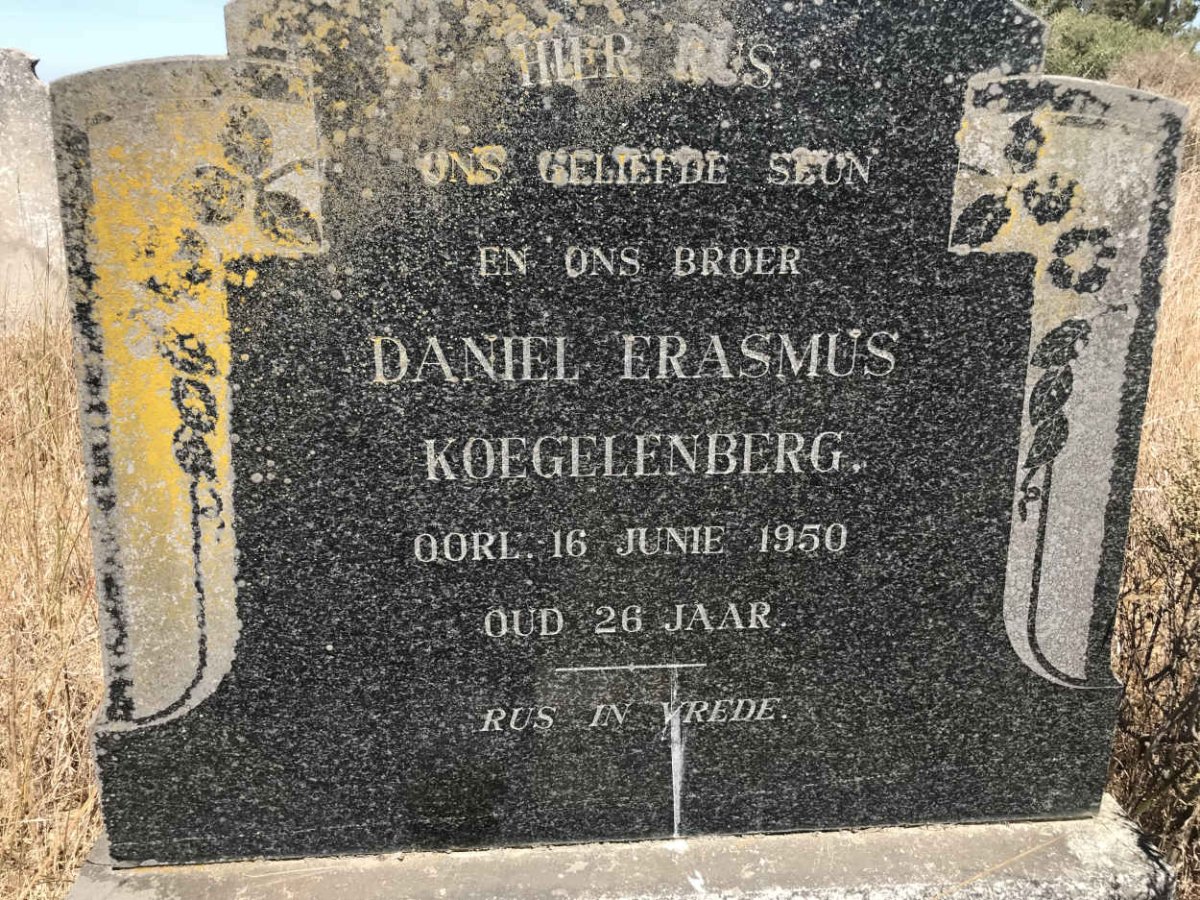 HIER RUS
ONS GELIEFDE SEUN
EN ONS BROER
DANIEL ERASMUS
KOEGELENBERG.
OORL. 16 JUNIE 1950
OUD 26 JAAR.
RUS IN VREDE.